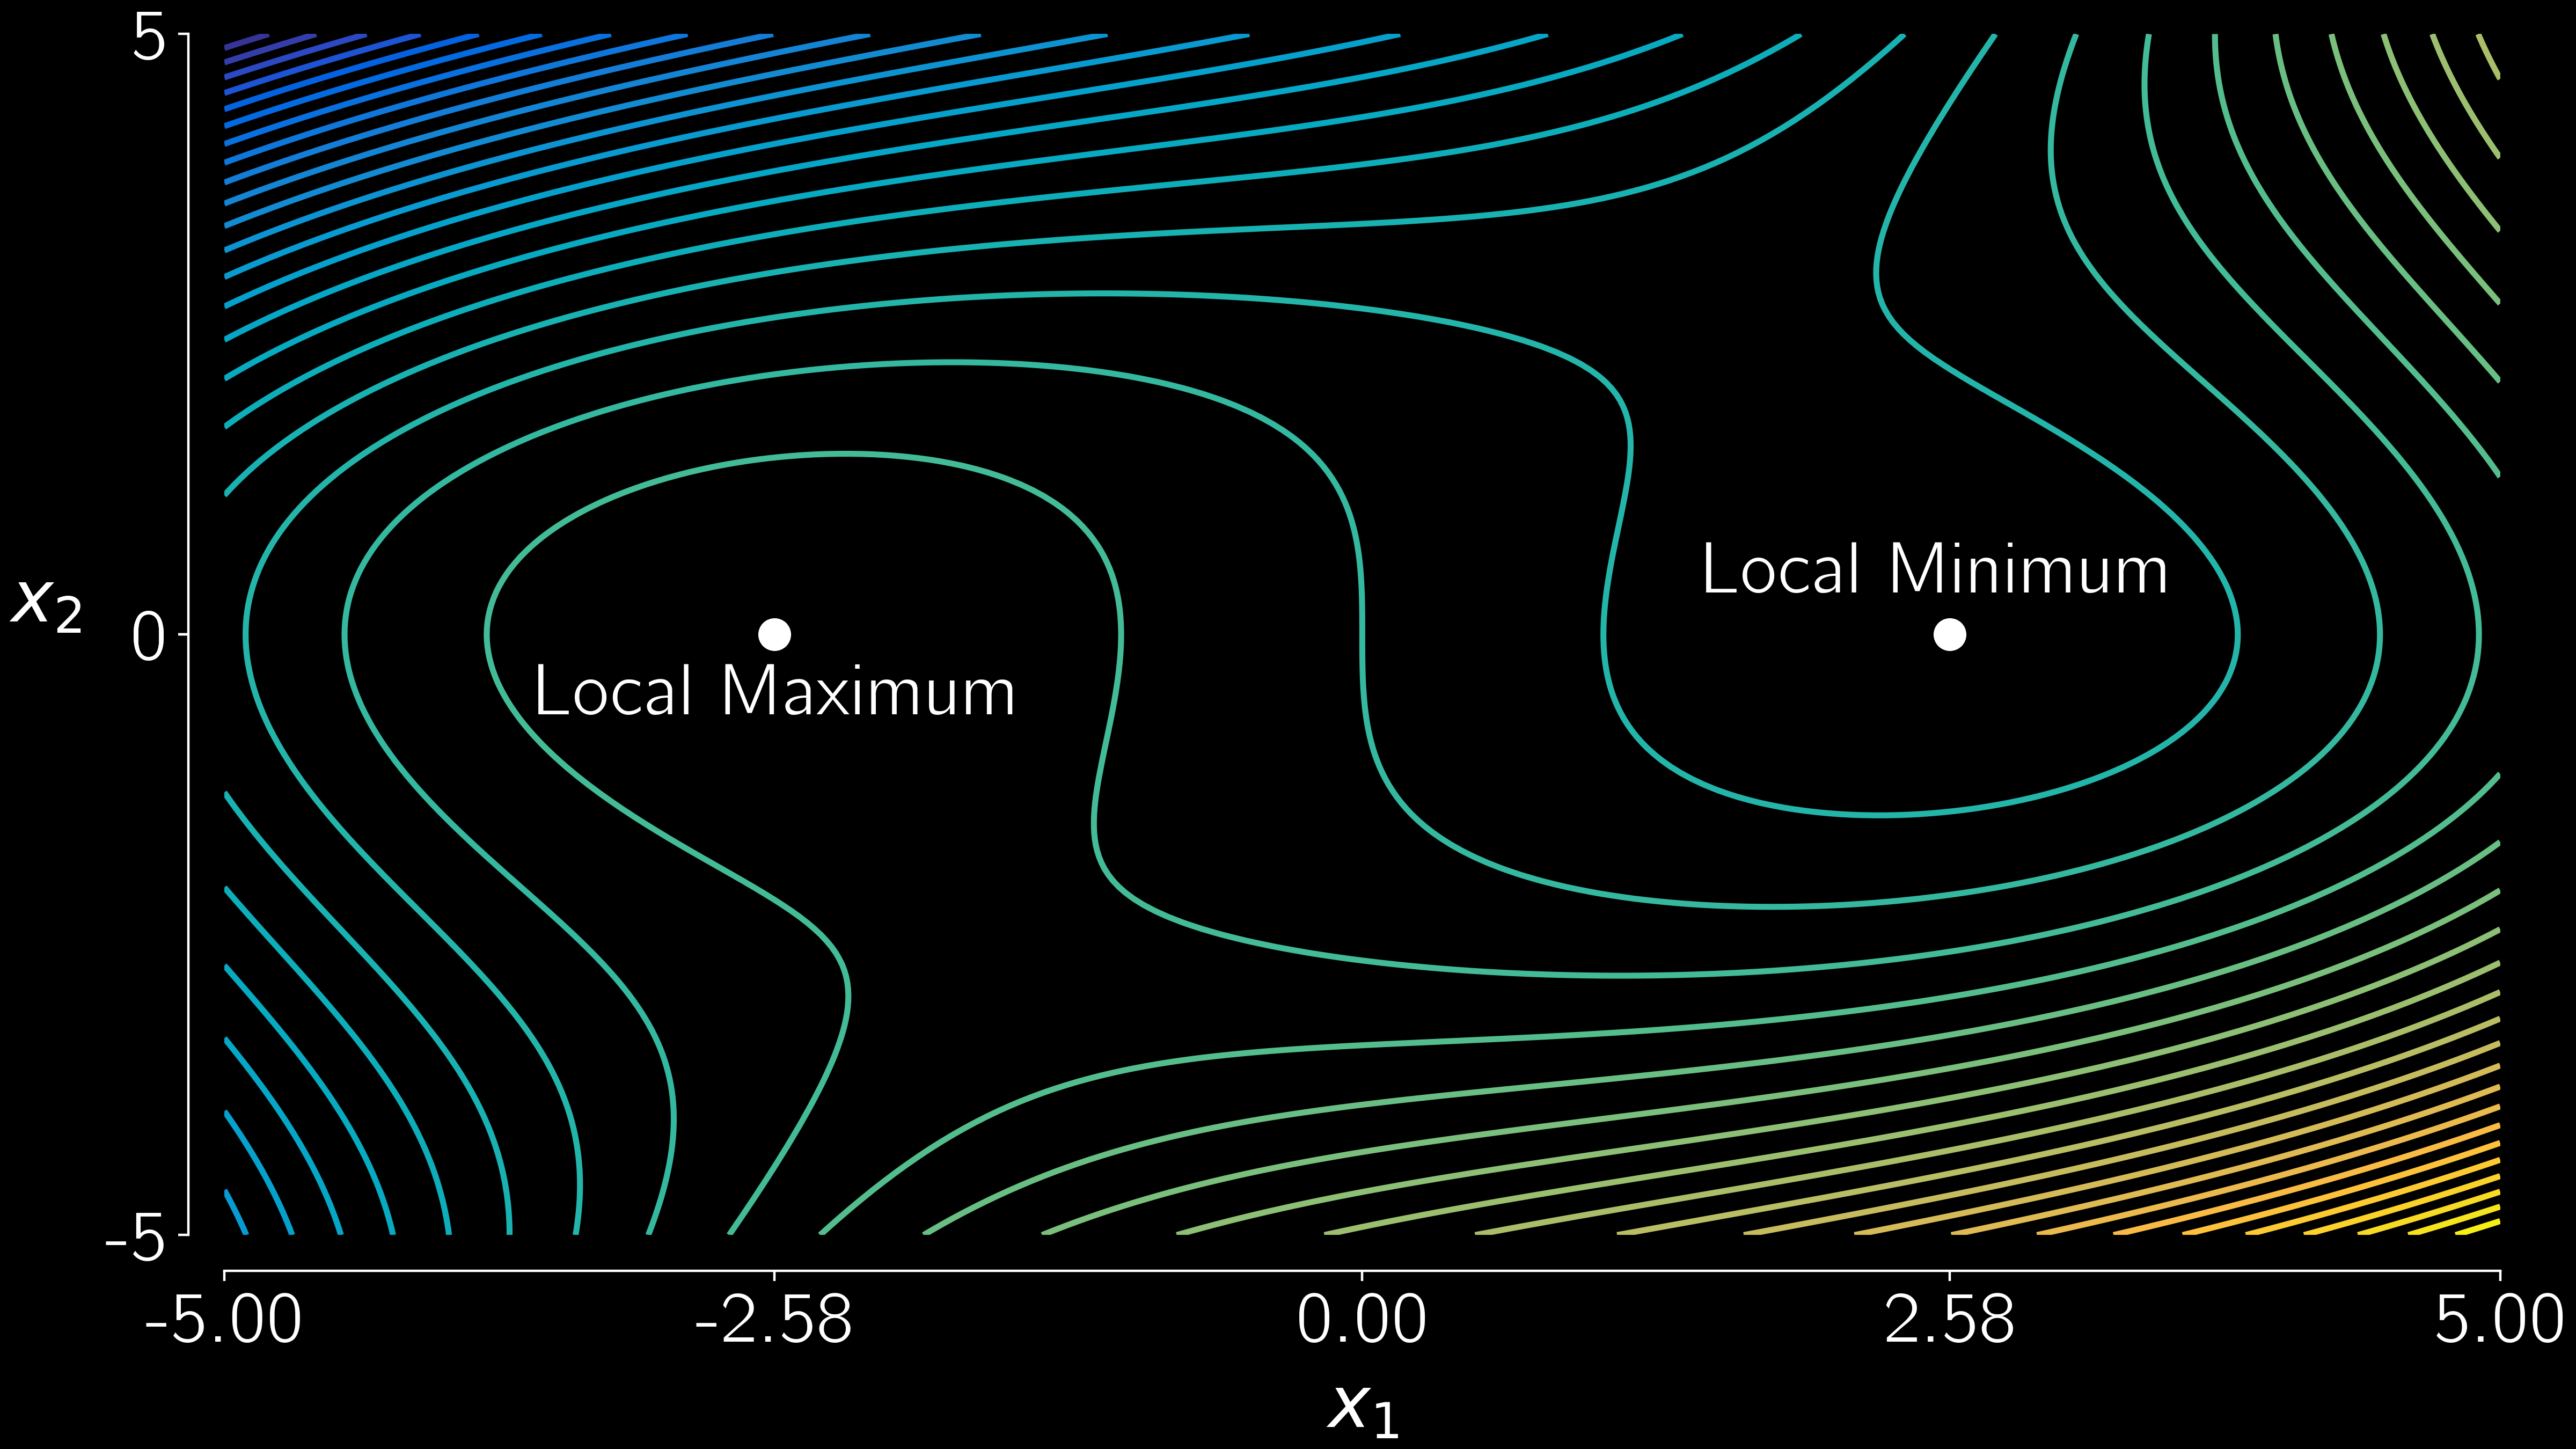 5
x₂
0
-5
Local Minimum
Local Maximum
-5.00 -2.58 0.00 2.58 5.00
x₁